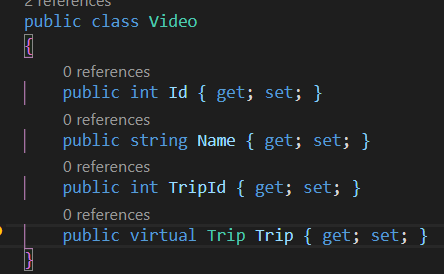 2 references
public class Video
{
0 references
public int Id { get; set; }
0 references
public string Name { get; set; }
0 references
public int TripId { get; set; }
0 references
public virtual Trip Trip { get; set; }
}